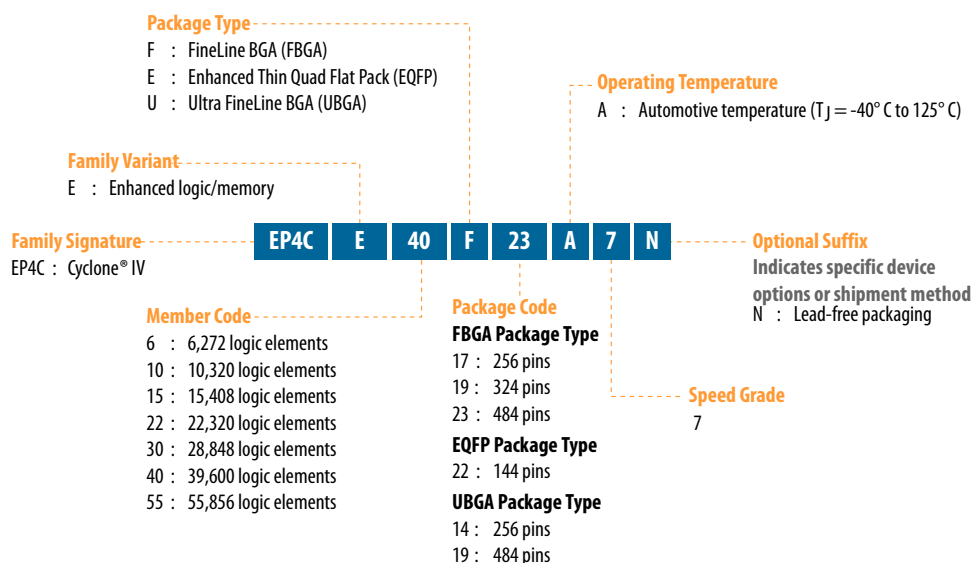 Package Type
F : FineLine BGA (FBGA)
E : Enhanced Thin Quad Flat Pack (EQFP)
U : Ultra FineLine BGA (UBGA)
Operating Temperature
A : Automotive temperature (TJ = -40° C to 125° C)
Family Variant
E : Enhanced logic/memory
Family Signature
EP4C : Cyclone® IV
EP4C E 40 F 23 A 7 N
Optional Suffix
Indicates specific device
options or shipment method
N : Lead-free packaging
Member Code
6 : 6,272 logic elements
10 : 10,320 logic elements
15 : 15,408 logic elements
22 : 22,320 logic elements
30 : 28,848 logic elements
40 : 39,600 logic elements
55 : 55,856 logic elements
Package Code
FBGA Package Type
17 : 256 pins
19 : 324 pins
23 : 484 pins
EQFP Package Type
22 : 144 pins
UBGA Package Type
14 : 256 pins
19 : 484 pins
Speed Grade
7